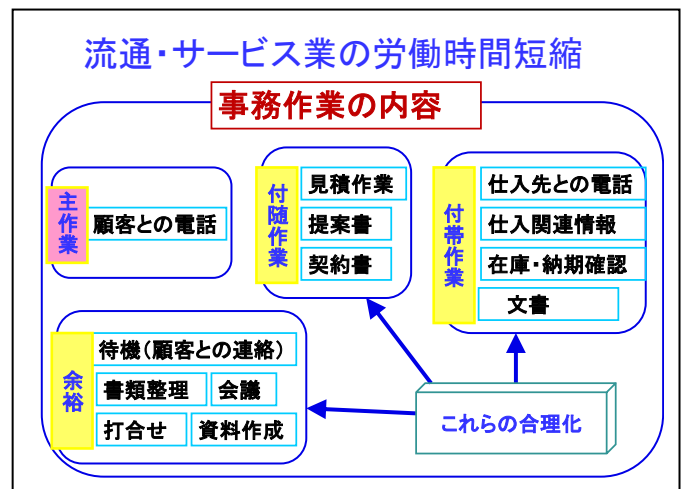 流通・サービス業の労働時間短縮
事務作業の内容
主作業
顧客との電話
付随作業
見積作業
提案書
契約書
付帯作業
仕入先との電話
仕入関連情報
在庫・納期確認
文書
余裕
待機(顧客との連絡)
書類整理 会議
打合せ 資料作成
これらの合理化